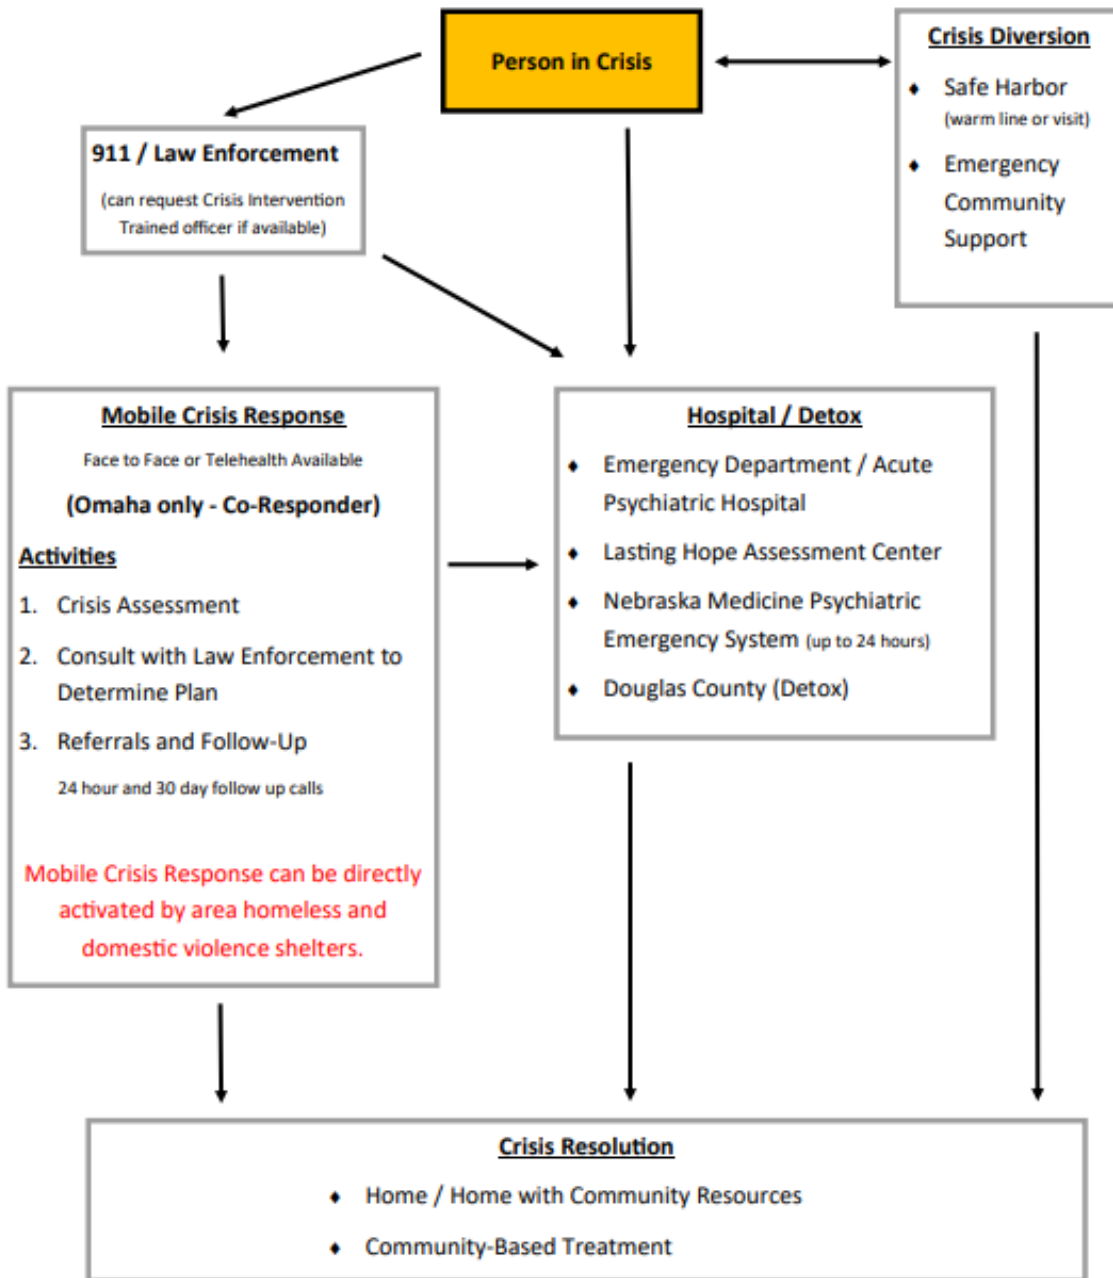 Person in Crisis
Crisis Diversion
♦ Safe Harbor
(warm line or visit)
♦ Emergency
Community
Support
911 / Law Enforcement
(can request Crisis Intervention
Trained officer if available)
Mobile Crisis Response
Face to Face or Telehealth Available
(Omaha only - Co-Responder)
Activities
1. Crisis Assessment
2. Consult with Law Enforcement to
Determine Plan
3. Referrals and Follow-Up
24 hour and 30 day follow up calls
Mobile Crisis Response can be directly
activated by area homeless and
domestic violence shelters.
Hospital / Detox
♦ Emergency Department / Acute
Psychiatric Hospital
♦ Lasting Hope Assessment Center
♦ Nebraska Medicine Psychiatric
Emergency System (up to 24 hours)
♦ Douglas County (Detox)
Crisis Resolution
♦ Home / Home with Community Resources
♦ Community-Based Treatment